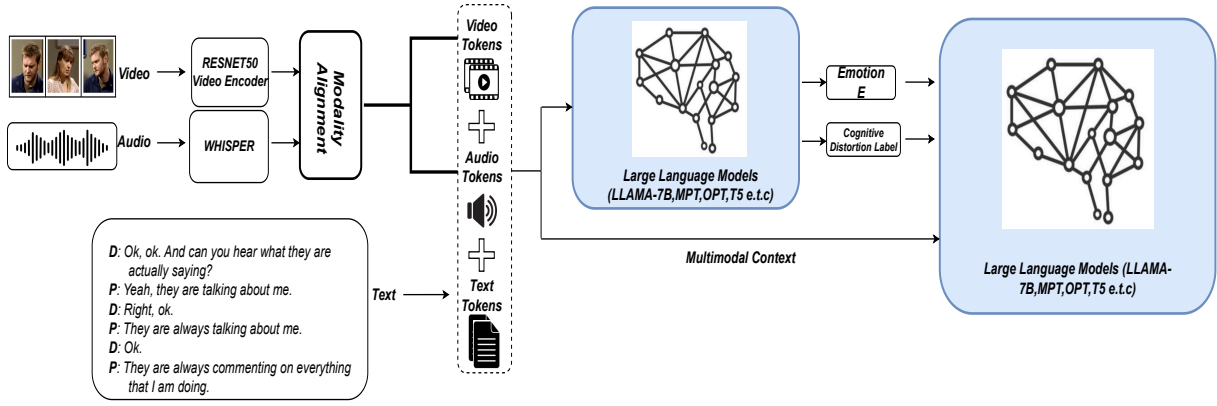 Video
RESNET50
Video Encoder
Audio
WHISPER
Modality
Alignment
D: Ok, ok. And can you hear what they are
actually saying?
P: Yeah, they are talking about me.
D: Right, ok.
P: They are always talking about me.
D: Ok.
P: They are always commenting on everything
that I am doing.
Text
Video
Tokens
Audio
Tokens
Text
Tokens
Large Language Models
(LLAMA-7B,MPT,OPT,T5 e.t.c)
Emotion
E
Cognitive
Distortion Label
Multimodal Context
Large Language Models (LLAMA-
7B,MPT,OPT,T5 e.t.c)